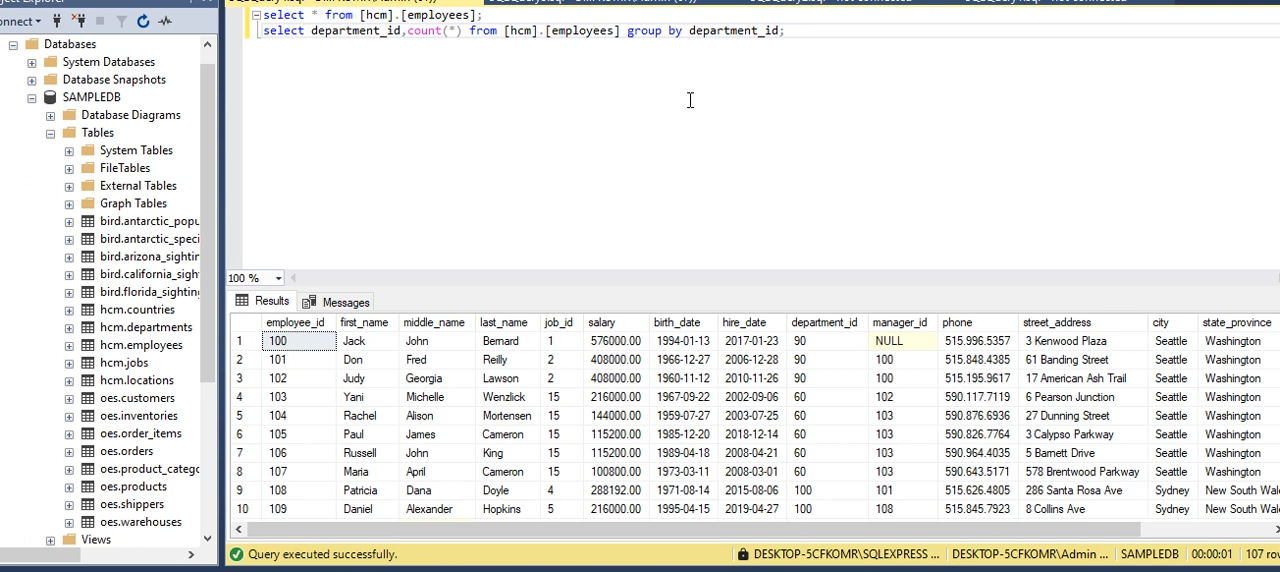 onnect
Databases
System Databases
Database Snapshots
SAMPLEDB
Database Diagrams
Tables
System Tables
FileTables
External Tables
Graph Tables
bird.antarctic_popu
bird.antarctic_speci
bird.arizona_sightin
bird.california_sigh
bird.florida_sighting
hcm.countries
hcm.departments
hcm.employees
hcm.jobs
hcm.locations
oes.customers
oes.inventories
oes.order_items
oes.orders
oes.product_catego
oes.products
oes.shippers
oes.warehouses
Views
select * from [hcm].[employees];
select department_id,count(*) from [hcm].[employees] group by department_id;
100 %
Results Messages
employee_id first_name middle_name last_name job_id salary birth_date hire_date department_id manager_id phone street_address city state_province
1 100 Jack John Bernard 1 576000.00 1994-01-13 2017-01-23 90 NULL 515.996.5357 3 Kenwood Plaza Seattle Washington
2 101 Don Fred Reilly 2 408000.00 1966-12-27 2006-12-28 90 100 515.848.4385 61 Banding Street Seattle Washington
3 102 Judy Georgia Lawson 2 408000.00 1960-11-12 2010-11-26 90 100 515.195.9617 17 American Ash Trail Seattle Washington
4 103 Yani Michelle Wenzlick 15 216000.00 1967-09-22 2002-09-06 60 102 590.117.7119 6 Pearson Junction Seattle Washington
5 104 Rachel Alison Mortensen 15 144000.00 1959-07-27 2003-07-25 60 103 590.876.6936 27 Dunning Street Seattle Washington
6 105 Paul James Cameron 15 115200.00 1985-12-20 2018-12-14 60 103 590.826.7764 3 Calypso Parkway Seattle Washington
7 106 Russell John King 15 115200.00 1989-04-18 2008-04-21 60 103 590.964.4035 5 Barnett Drive Seattle Washington
8 107 Maria April Cameron 15 100800.00 1973-03-11 2008-03-01 60 103 590.643.5171 578 Brentwood Parkway Seattle Washington
9 108 Patricia Dana Doyle 4 288192.00 1971-08-14 2015-08-06 100 101 515.626.4805 286 Santa Rosa Ave Sydney New South Wal
10 109 Daniel Alexander Hopkins 5 216000.00 1995-04-15 2019-04-27 100 108 515.845.7923 8 Collins Ave Sydney New South Wal
Query executed successfully. DESKTOP-5CFKOMR\SQLEXPRESS ... DESKTOP-5CFKOMR\Admin ... SAMPLEDB 00:00:01 107 row